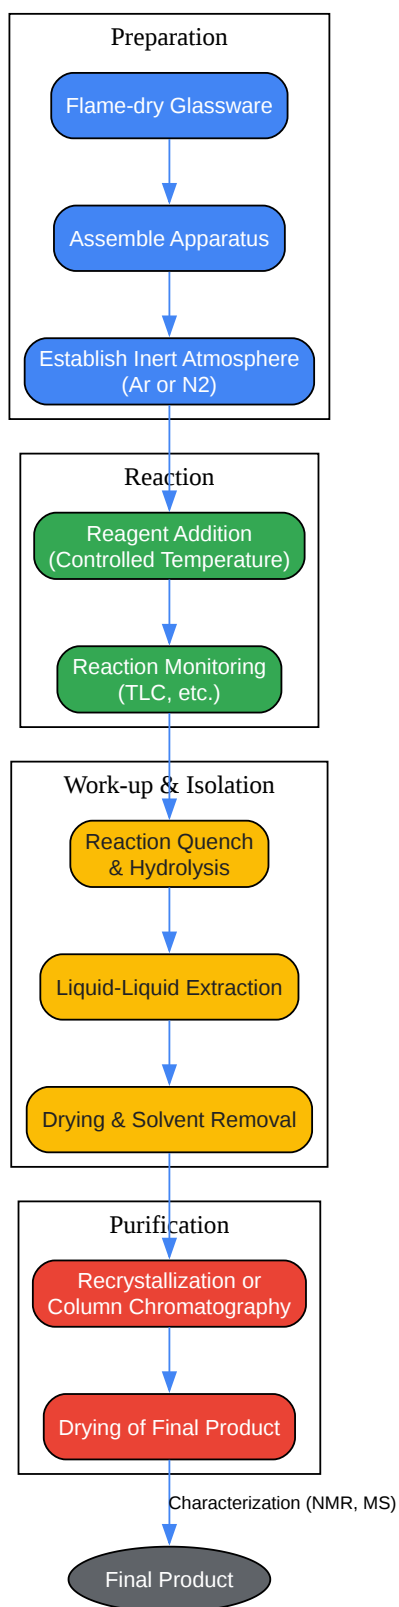 Preparation
Flame-dry Glassware
Assemble Apparatus
Establish Inert Atmosphere
(Ar or N2)
Reaction
Reagent Addition
(Controlled Temperature)
Reaction Monitoring
(TLC, etc.)
Work-up & Isolation
Reaction Quench
& Hydrolysis
Liquid-Liquid Extraction
Drying & Solvent Removal
Purification
Recrystallization or
Column Chromatography
Drying of Final Product
Characterization (NMR, MS)
Final Product